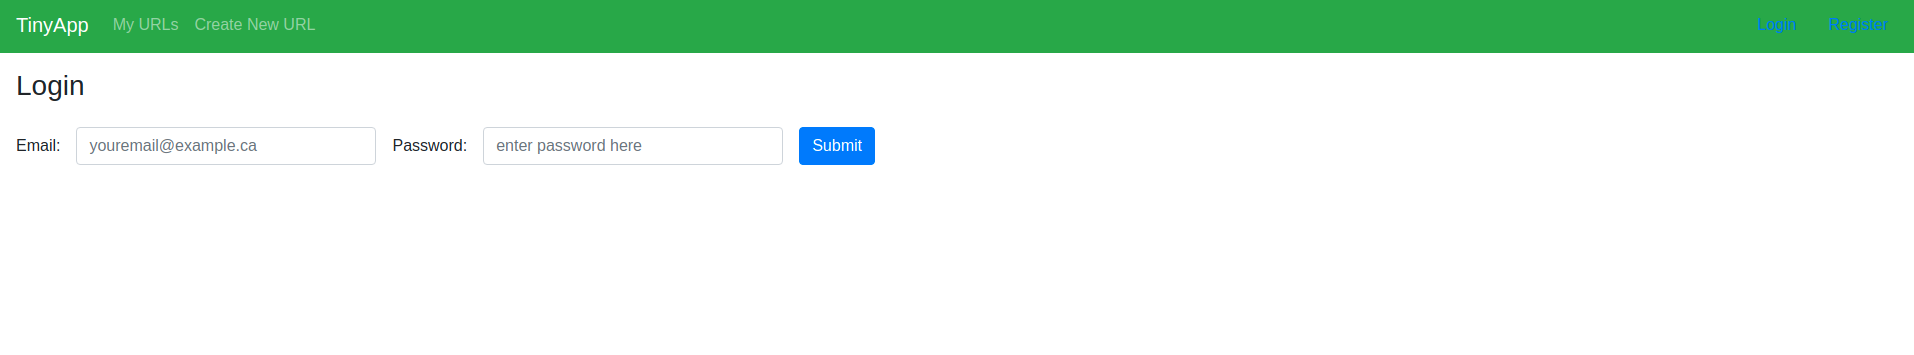 TinyApp My URLs Create New URL Login Register
Login
Email: youremail@example.ca Password: enter password here Submit